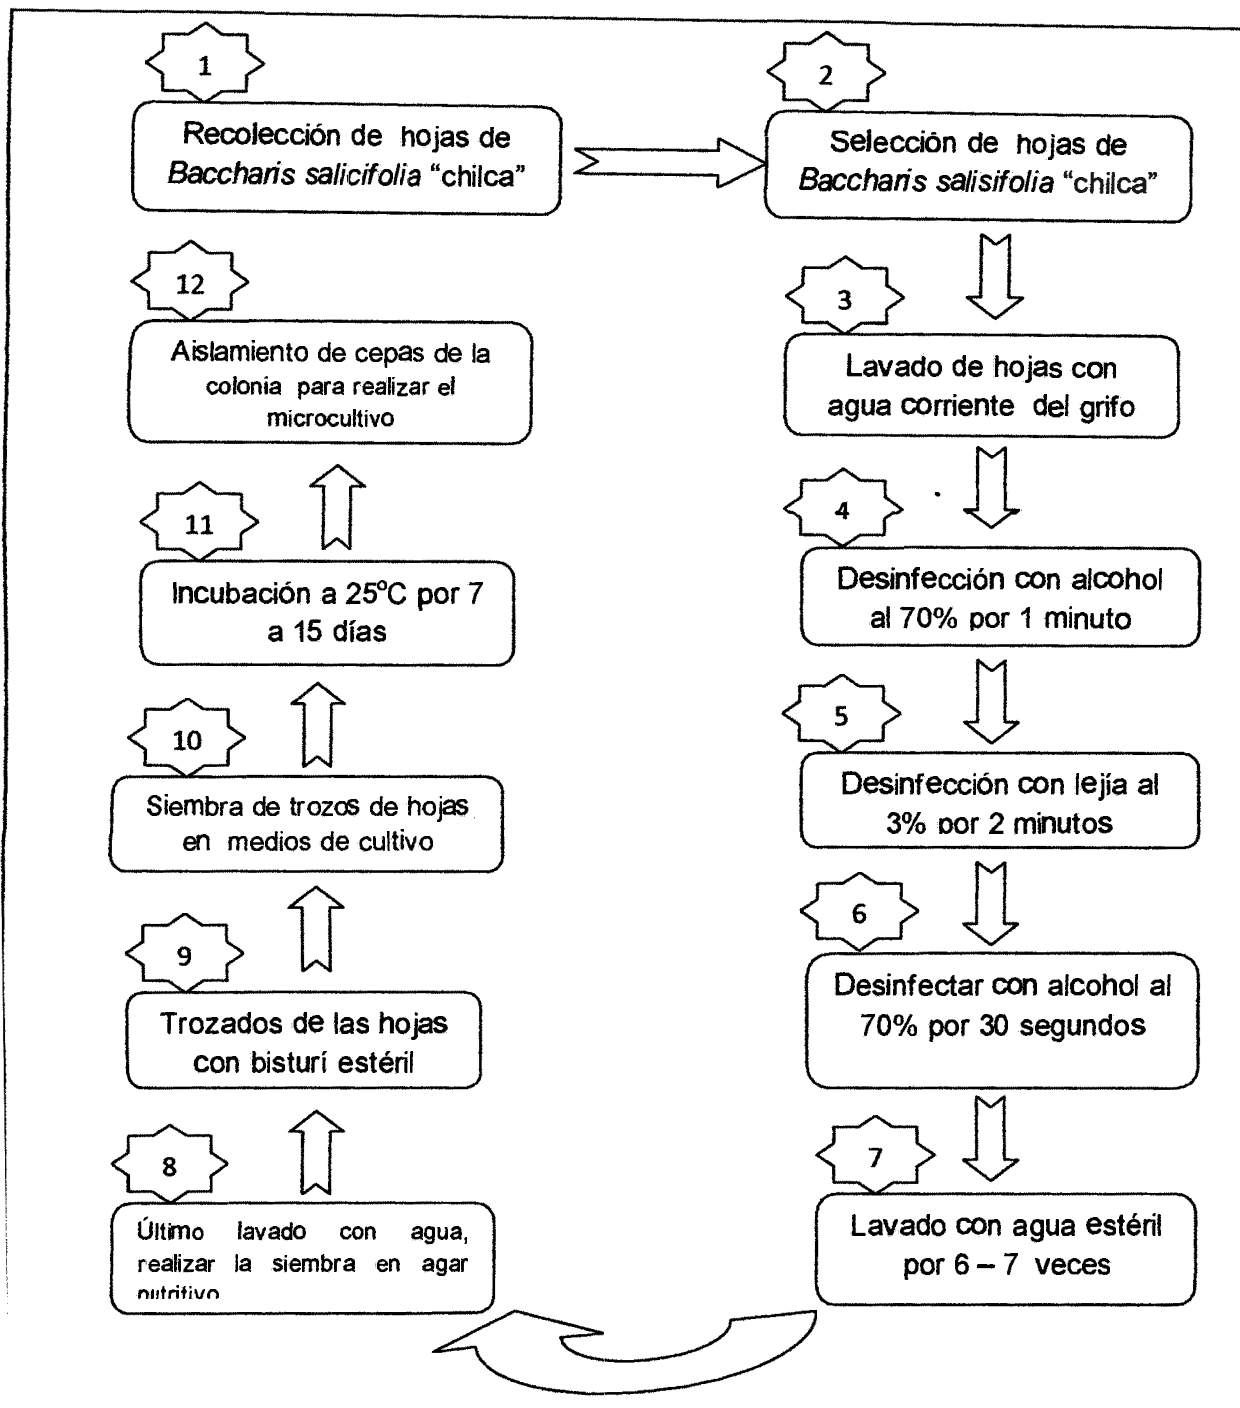 1
Recolección de hojas de
Baccharis salicifolia “chilca”
2
Selección de hojas de
Baccharis salisifolia “chilca”
3
Lavado de hojas con
agua corriente del grifo
4
Desinfección con alcohol
al 70% por 1 minuto
5
Desinfección con lejía al
3% por 2 minutos
6
Desinfectar con alcohol al
70% por 30 segundos
7
Lavado con agua estéril
por 6 – 7 veces
8
Último lavado con agua,
realizar la siembra en agar
nutritivo
9
Trozados de las hojas
con bisturí estéril
10
Siembra de trozos de hojas
en medios de cultivo
11
Incubación a 25ºC por 7
a 15 días
12
Aislamiento de cepas de la
colonia para realizar el
microcultivo